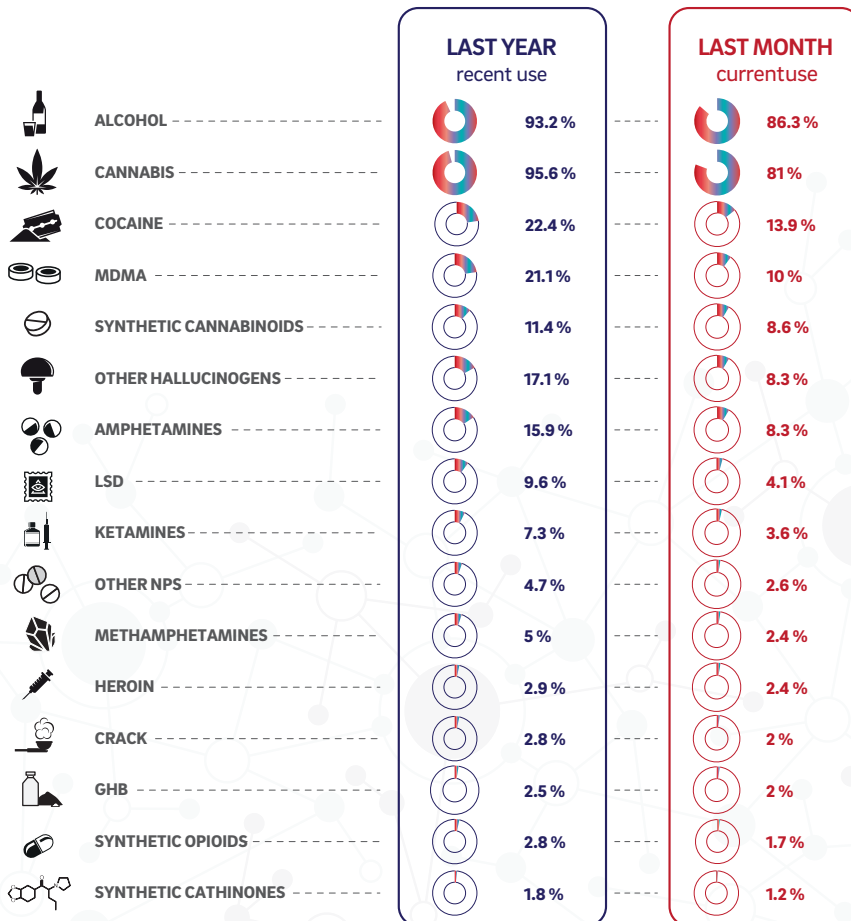 LAST YEAR LAST MONTH
recent use currentuse
ALCOHOL 93.2 % 86.3 %
CANNABIS 95.6 % 81 %
COCAINE 22.4 % 13.9 %
MDMA 21.1 % 10 %
SYNTHETIC CANNABINOIDS 11.4 % 8.6 %
OTHER HALLUCINOGENS 17.1 % 8.3 %
AMPHETAMINES 15.9 % 8.3 %
LSD 9.6 % 4.1 %
KETAMINES 7.3 % 3.6 %
OTHER NPS 4.7 % 2.6 %
METHAMPHETAMINES 5 % 2.4 %
HEROIN 2.9 % 2.4 %
CRACK 2.8 % 2 %
GHB 2.5 % 2 %
SYNTHETIC OPIOIDS 2.8 % 1.7 %
SYNTHETIC CATHINONES 1.8 % 1.2 %